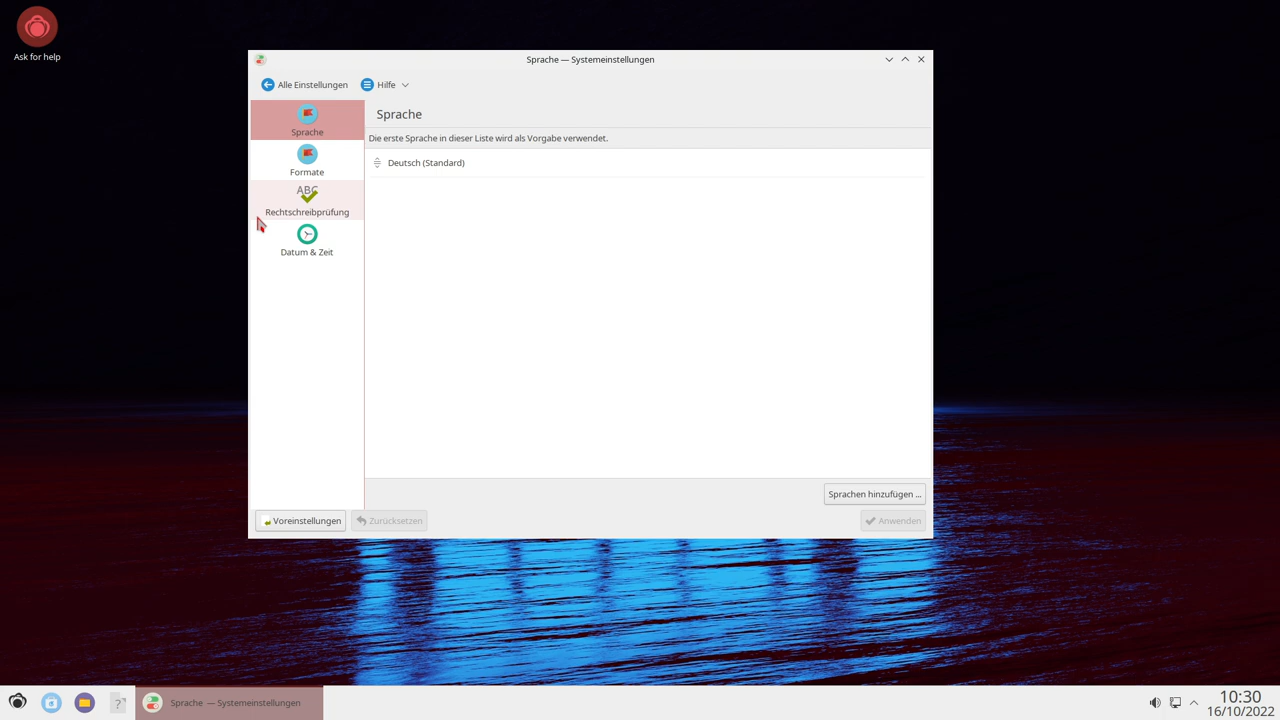 Ask for help
Sprache — Systemeinstellungen
Alle Einstellungen
Hilfe
Sprache
Formate
ABC
Rechtschreibprüfung
Datum & Zeit
Sprache
Die erste Sprache in dieser Liste wird als Vorgabe verwendet.
Deutsch (Standard)
Sprachen hinzufügen ...
Voreinstellungen
Zurücksetzen
Anwenden
?
Sprache — Systemeinstellungen
10:30
16/10/2022